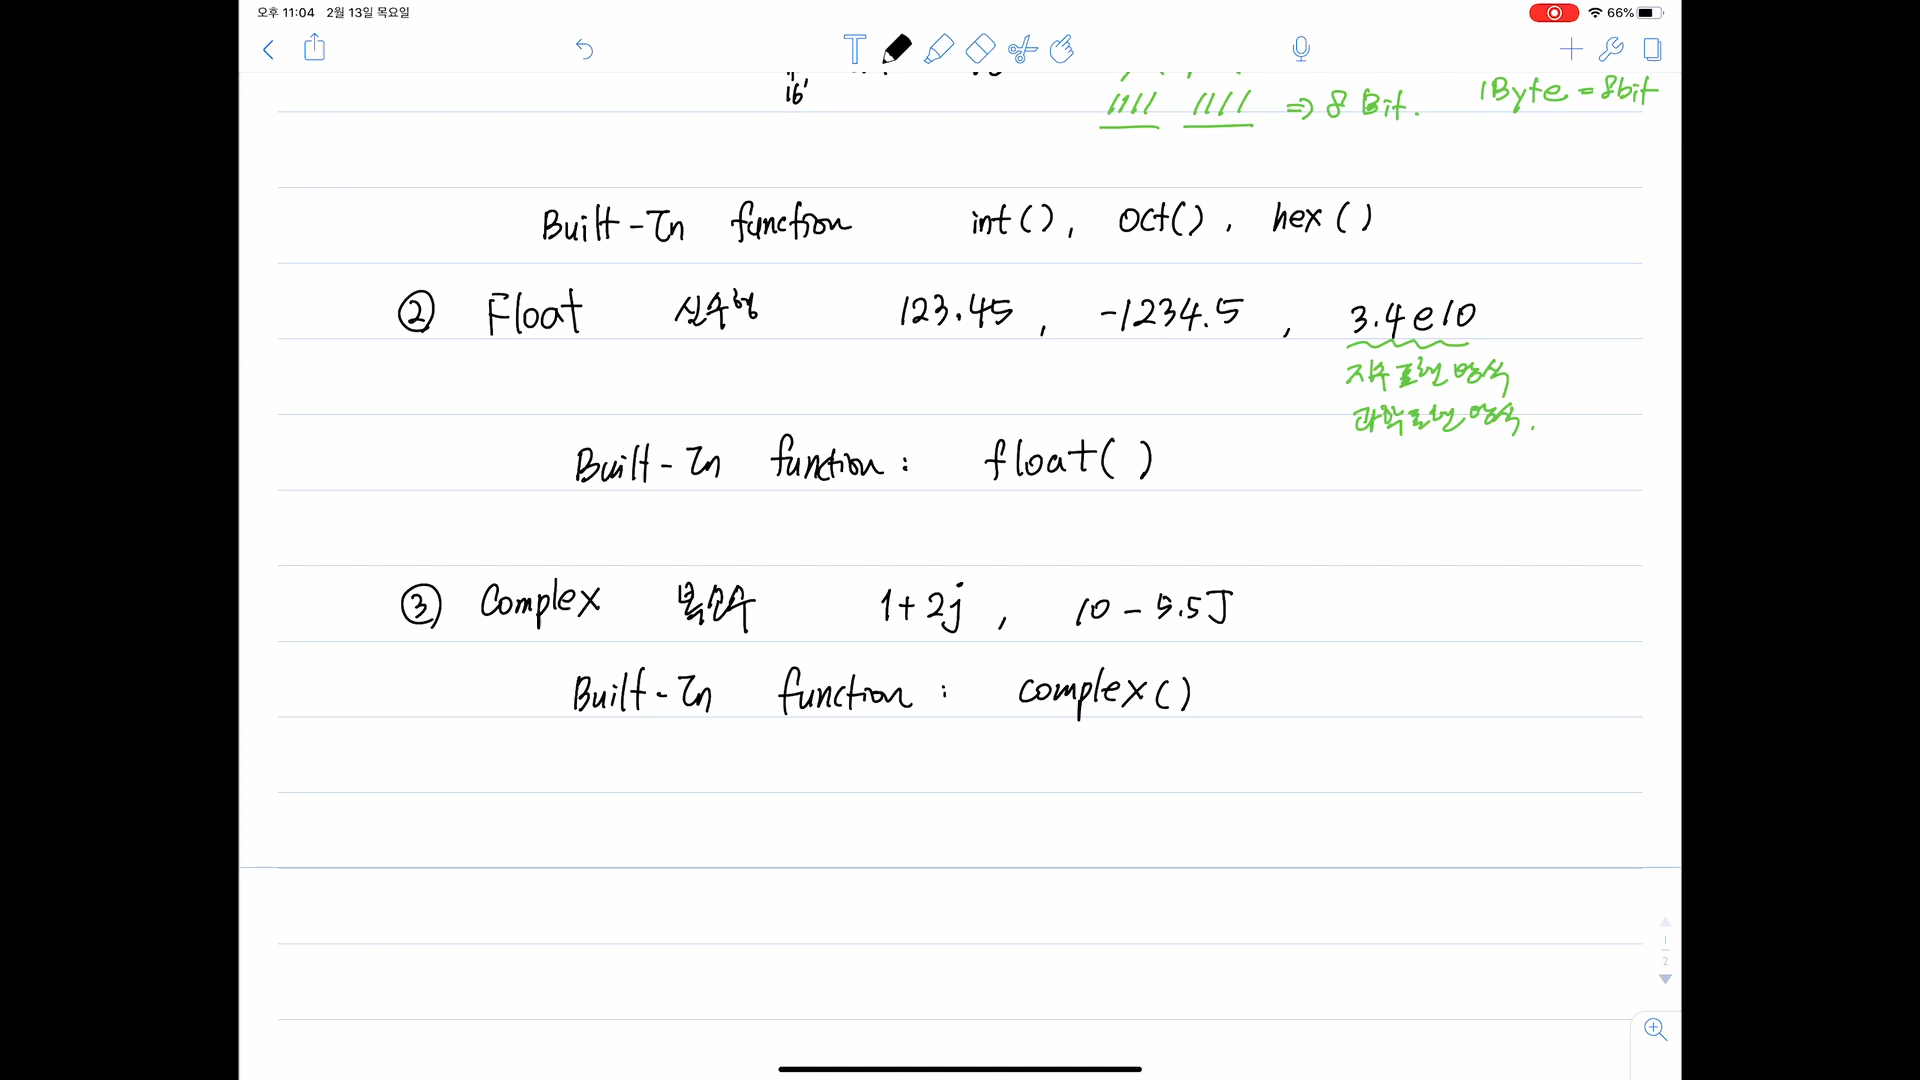 오후 11:04 2월 13일 목요일 66%
T
16'
1111 1111 ⇒ 8 Bit. 1Byte = 8bit
Built-In function int(), oct(), hex()
② Float 실수형 123.45, -1234.5, 3.4e10
지수 표현 방식
과학 표현 방식.
Built-In function: float()
③ Complex 복소수 1+2j, 10-5.5J
Built-In function: complex()
1
2